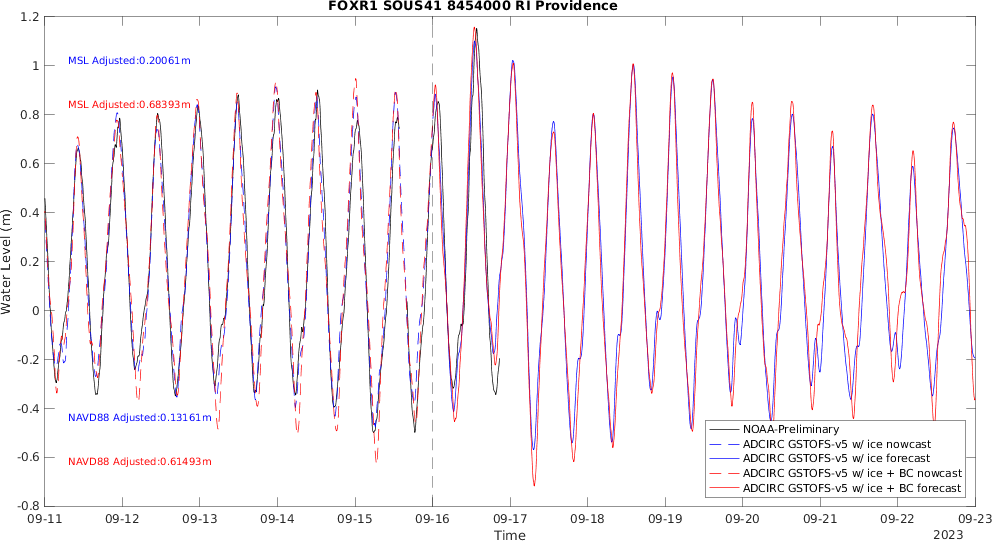 FOXR1 SOUS41 8454000 RI Providence
1.2
1
0.8
0.6
0.4
0.2
0
-0.2
-0.4
-0.6
-0.8
Water Level (m)
MSL Adjusted:0.20061m
MSL Adjusted:0.68393m
NAVD88 Adjusted:0.13161m
NAVD88 Adjusted:0.61493m
NOAA-Preliminary
ADCIRC GSTOFS-v5 w/ ice nowcast
ADCIRC GSTOFS-v5 w/ ice forecast
ADCIRC GSTOFS-v5 w/ ice + BC nowcast
ADCIRC GSTOFS-v5 w/ ice + BC forecast
09-11 09-12 09-13 09-14 09-15 09-16 09-17 09-18 09-19 09-20 09-21 09-22 09-23
Time
2023